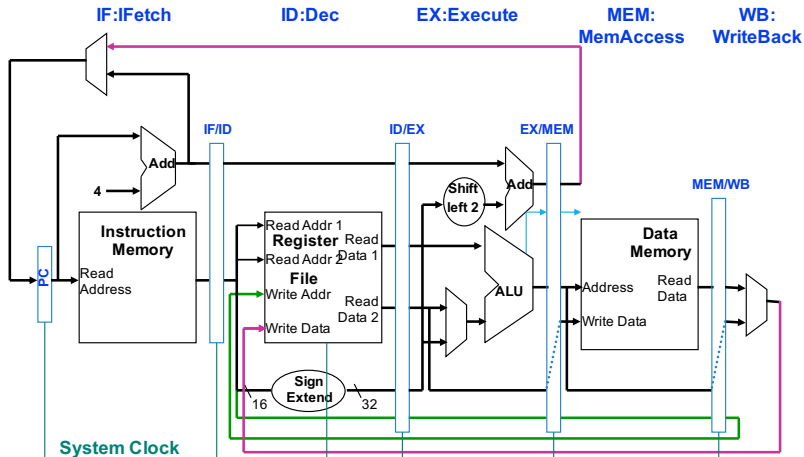 IF:IFetch
ID:Dec
EX:Execute
MEM:
MemAccess
WB:
WriteBack
IF/ID
ID/EX
EX/MEM
MEM/WB
Add
4
Shift
left 2
Add
Instruction
Memory
Read
Address
PC
Read Addr 1
Register
Read Addr 2
File
Write Addr
Write Data
Read
Data 1
Read
Data 2
ALU
Data
Memory
Address
Read
Data
Write Data
Sign
Extend
16
32
System Clock